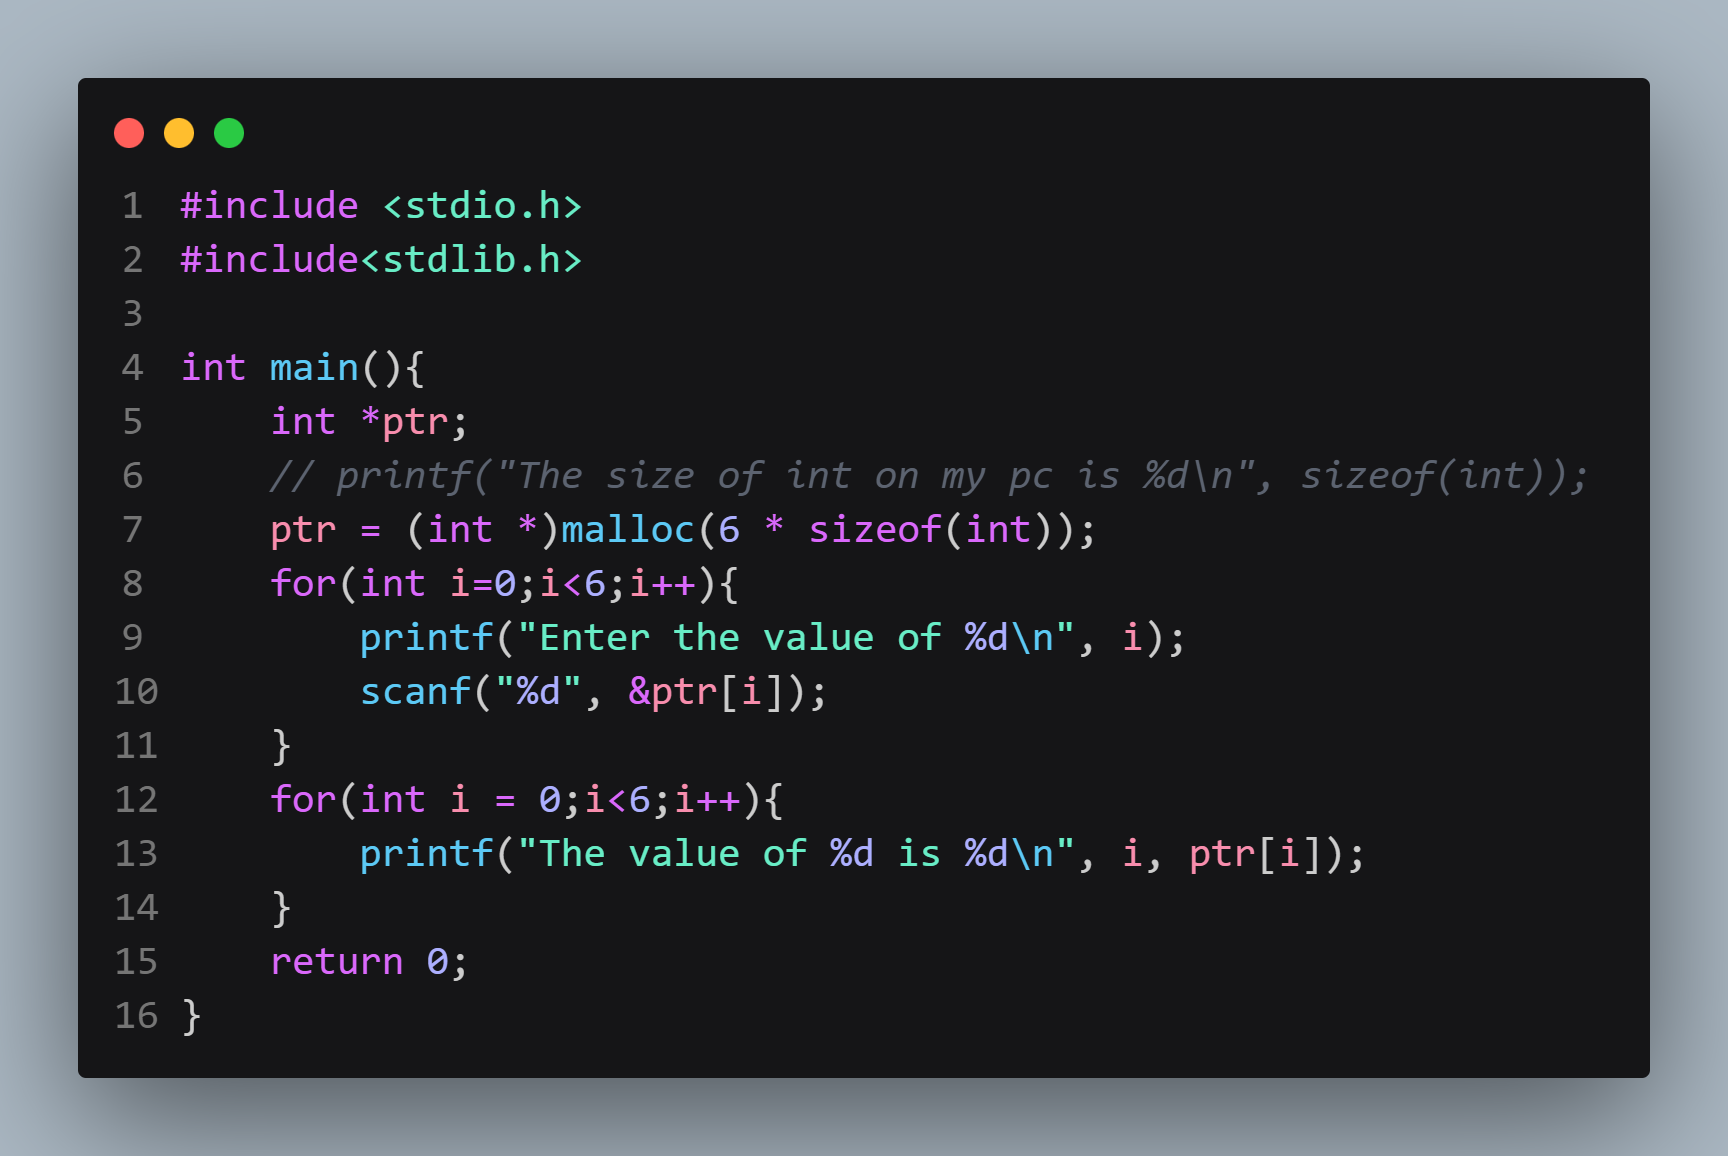 1 #include <stdio.h>
2 #include<stdlib.h>
3
4 int main(){
5     int *ptr;
6     // printf("The size of int on my pc is %d\n", sizeof(int));
7     ptr = (int *)malloc(6 * sizeof(int));
8     for(int i=0;i<6;i++){
9         printf("Enter the value of %d\n", i);
10         scanf("%d", &ptr[i]);
11     }
12     for(int i = 0;i<6;i++){
13         printf("The value of %d is %d\n", i, ptr[i]);
14     }
15     return 0;
16 }